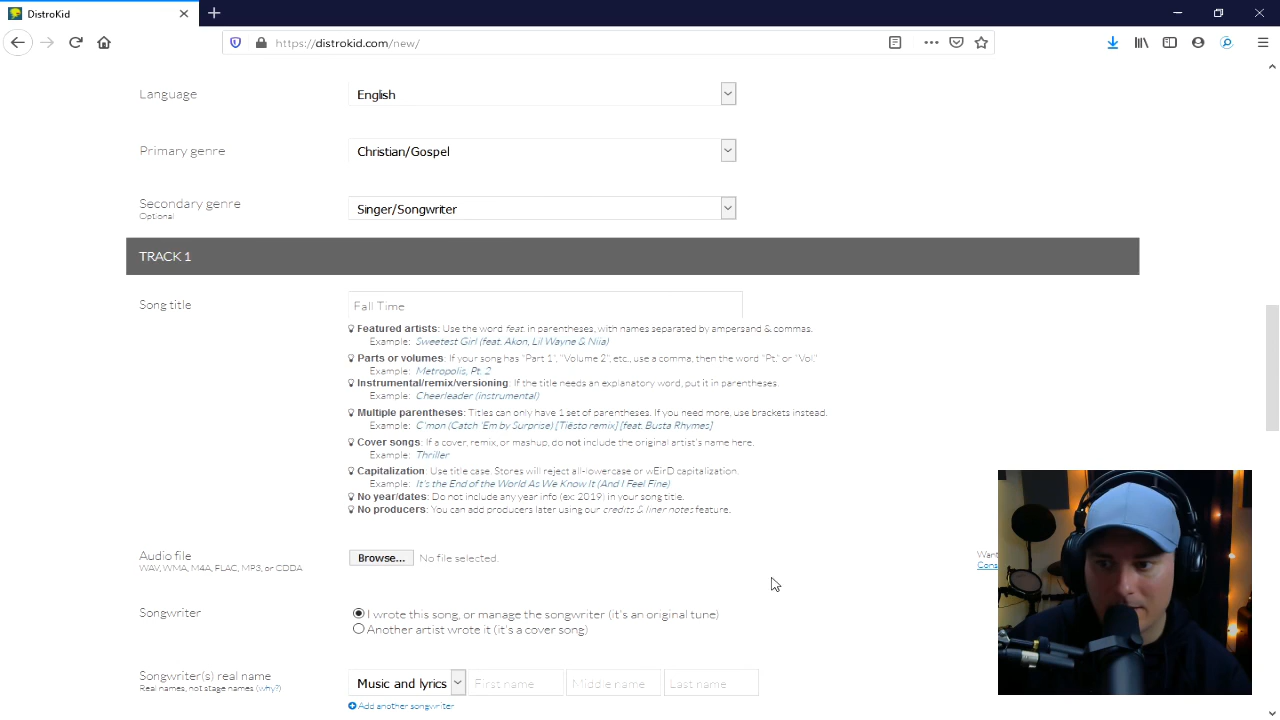 DistroKid
https://distrokid.com/new/
Language
English
Primary genre
Christian/Gospel
Secondary genre
Optional
Singer/Songwriter
TRACK 1
Song title
Fall Time
Featured artists: Use the word feat. in parentheses, with names separated by ampersand & commas.
Example: Sweetest Girl (feat. Akon, Lil Wayne & Niia)
Parts or volumes: If your song has "Part 1", "Volume 2", etc., use a comma, then the word "Pt." or "Vol."
Example: Metropolis, Pt. 2
Instrumental/remix/versioning: If the title needs an explanatory word, put it in parentheses.
Example: Cheerleader (instrumental)
Multiple parentheses: Titles can only have 1 set of parentheses. If you need more, use brackets instead.
Example: C'mon (Catch 'Em by Surprise) [Tiësto remix] [feat. Busta Rhymes]
Cover songs: If a cover, remix, or mashup, do not include the original artist's name here.
Example: Thriller
Capitalization: Use title case. Stores will reject all-lowercase or wEirD capitalization.
Example: It's the End of the World As We Know It (And I Feel Fine)
No year/dates: Do not include any year info (ex: 2019) in your song title.
No producers: You can add producers later using our credits & liner notes feature.
Audio file
WAV, WMA, M4A, FLAC, MP3, or CDDA
Browse... No file selected.
Want
Cons
Songwriter
I wrote this song, or manage the songwriter (it's an original tune)
Another artist wrote it (it's a cover song)
Songwriter(s) real name
Real names, not stage names (why?)
Music and lyrics First name Middle name Last name
Add another songwriter